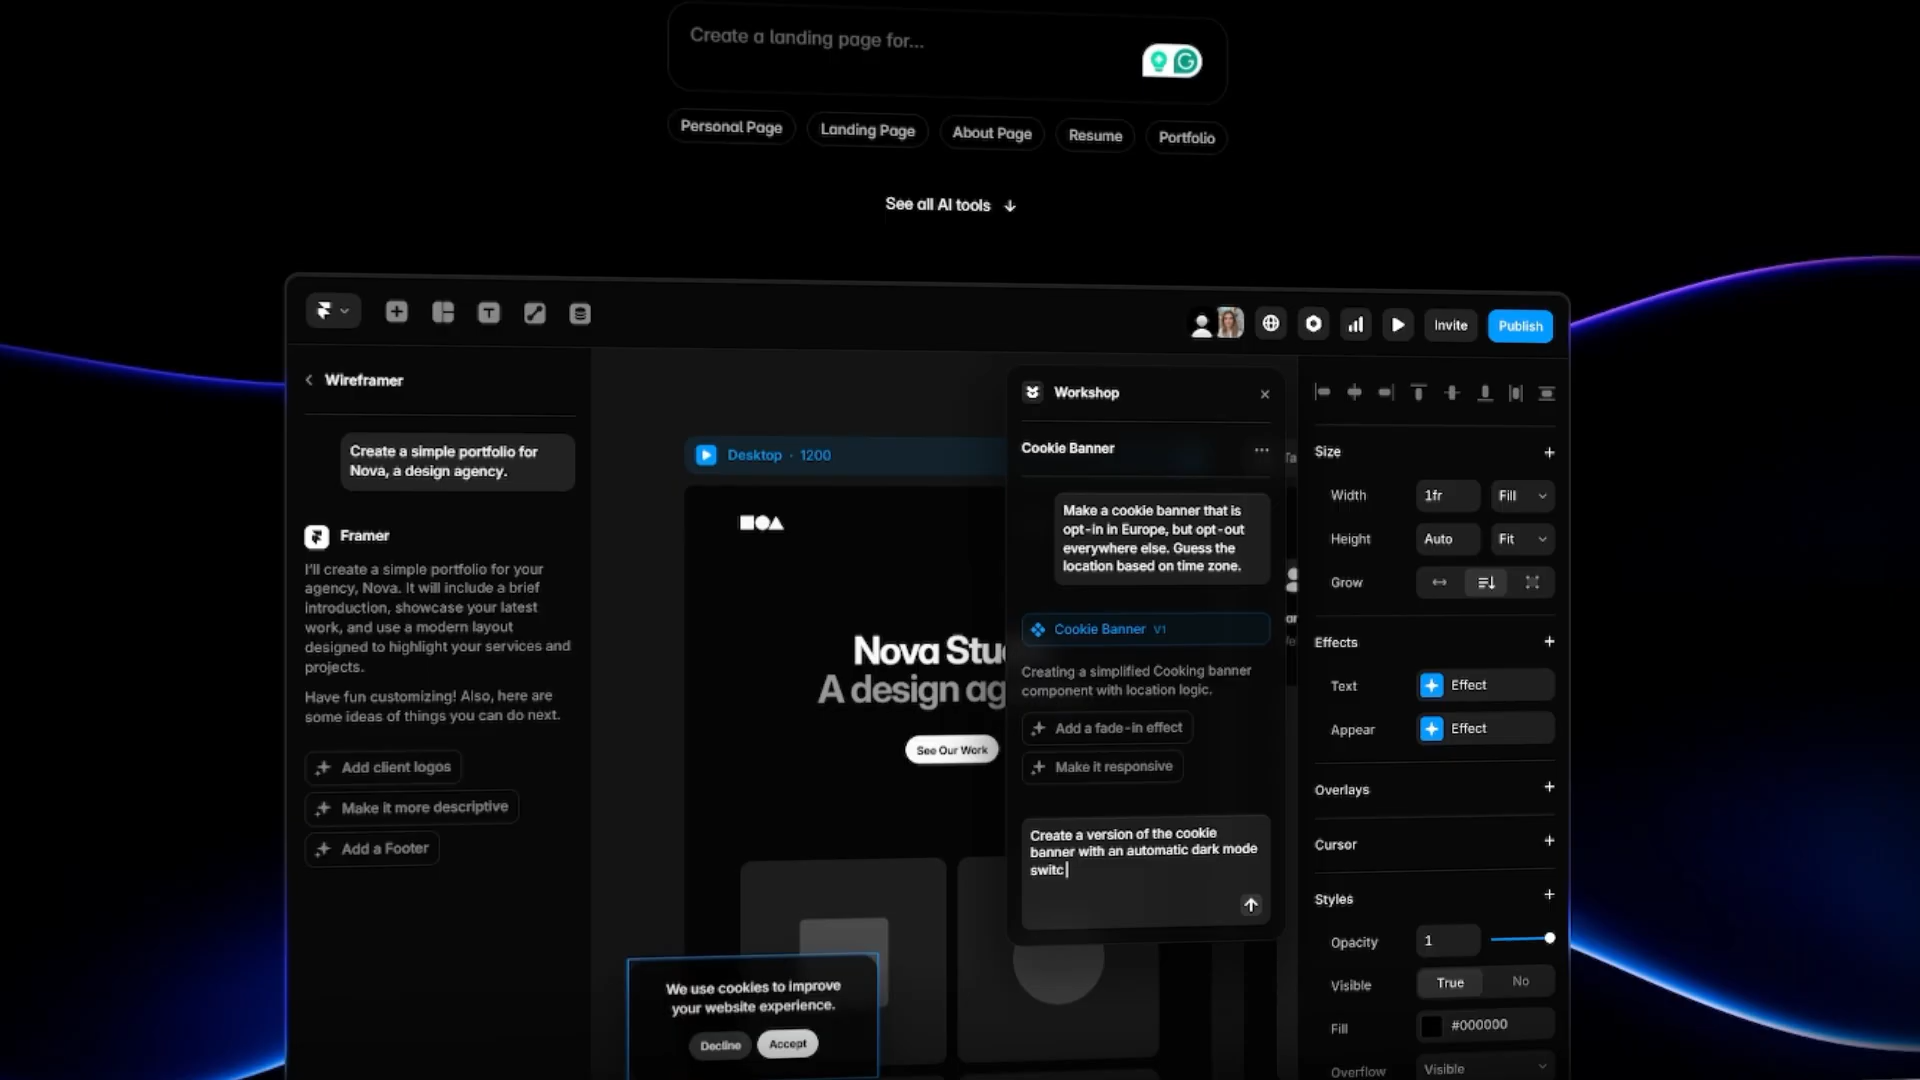 Create a landing page for...
Personal Page
Landing Page
About Page
Resume
Portfolio
See all AI tools
Invite
Publish
Wireframer
Create a simple portfolio for
Nova, a design agency.
Framer
I'll create a simple portfolio for your
agency, Nova. It will include a brief
introduction, showcase your latest
work, and use a modern layout
designed to highlight your services and
projects.
Have fun customizing! Also, here are
some ideas of things you can do next.
Add client logos
Make it more descriptive
Add a Footer
Desktop · 1200
Nova Stu
A design ag
See Our Work
We use cookies to improve
your website experience.
Decline
Accept
Workshop
Cookie Banner
Make a cookie banner that is
opt-in in Europe, but opt-out
everywhere else. Guess the
location based on time zone.
Cookie Banner V1
Creating a simplified Cooking banner
component with location logic.
Add a fade-in effect
Make it responsive
Create a version of the cookie
banner with an automatic dark mode
switc
Ta
Size
Width 1fr Fill
Height Auto Fit
Grow
Effects
Text Effect
Appear Effect
Overlays
Cursor
Styles
Opacity 1
Visible True No
Fill #000000
Overflow Visible